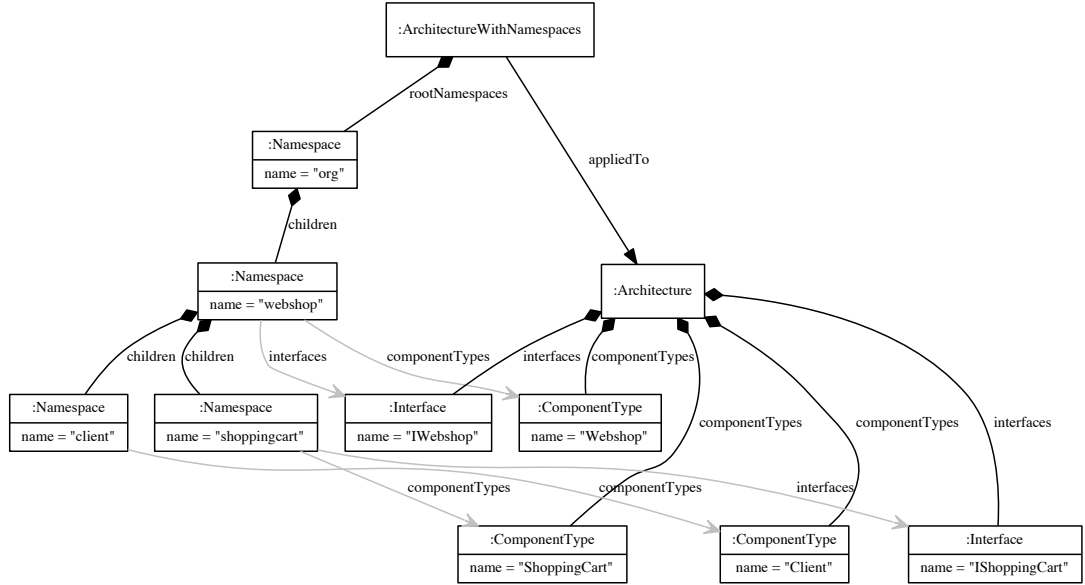 :ArchitectureWithNamespaces
rootNamespaces
:Namespace
name = "org"
appliedTo
children
:Namespace
name = "webshop"
:Architecture
children
children
interfaces
componentTypes
interfaces
componentTypes
:Namespace
name = "client"
:Namespace
name = "shoppingcart"
:Interface
name = "IWebshop"
:ComponentType
name = "Webshop"
componentTypes
componentTypes
interfaces
componentTypes
componentTypes
interfaces
:ComponentType
name = "ShoppingCart"
:ComponentType
name = "Client"
:Interface
name = "IShoppingCart"